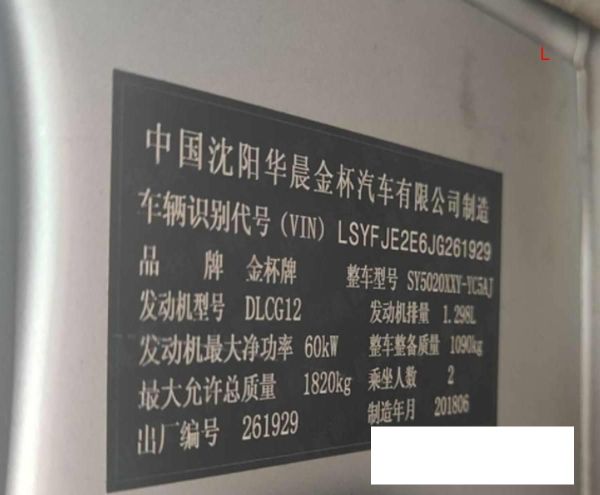 L
中国沈阳华晨金杯汽车有限公司制造
车辆识别代号(VIN) LSYFJE2E6JG261929
品 牌 金杯牌 整车型号 SY5020XXY-YC5AJ
发动机型号 DLCG12 发动机排量 1.298L
发动机最大净功率 60kW 整车整备质量 1090kg
最大允许总质量 1820kg 乘坐人数 2
出厂编号 261929 制造年月 201806